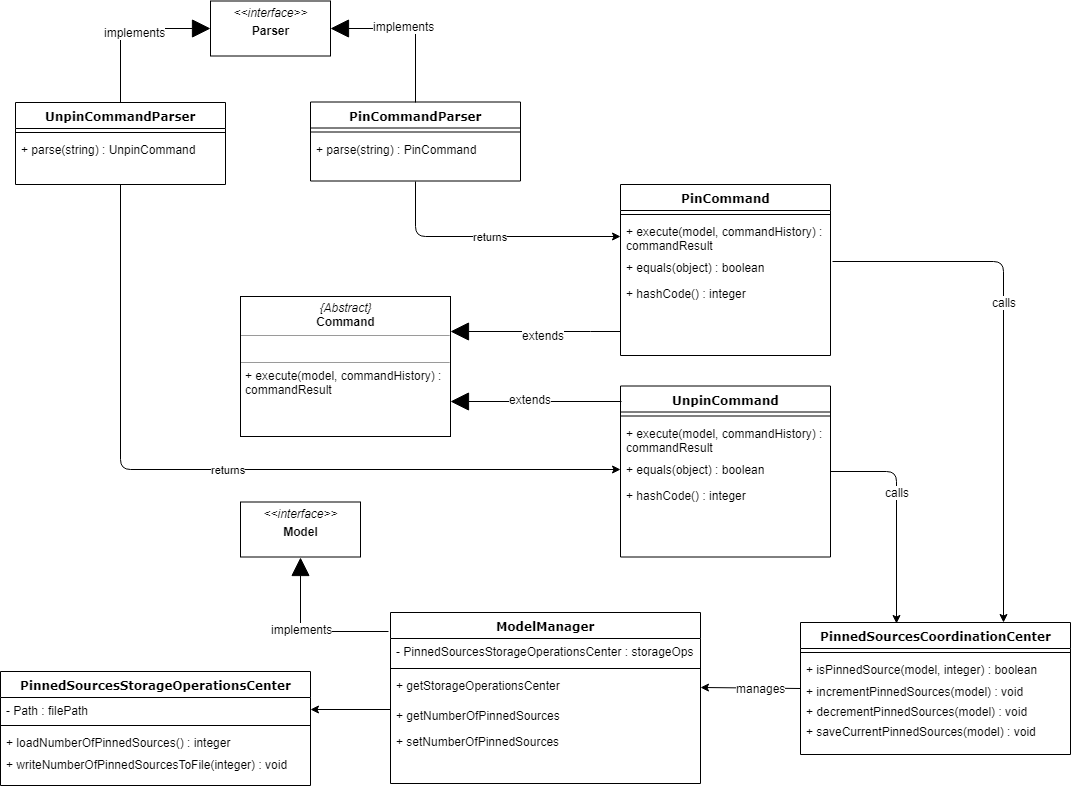 <<interface>>
Parser
implements
implements
UnpinCommandParser
+ parse(string) : UnpinCommand
PinCommandParser
+ parse(string) : PinCommand
returns
PinCommand
+ execute(model, commandHistory) :
commandResult
+ equals(object) : boolean
+ hashCode() : integer
calls
{Abstract}
Command
+ execute(model, commandHistory) :
commandResult
extends
extends
UnpinCommand
+ execute(model, commandHistory) :
commandResult
+ equals(object) : boolean
+ hashCode() : integer
returns
calls
<<interface>>
Model
implements
ModelManager
- PinnedSourcesStorageOperationsCenter : storageOps
+ getStorageOperationsCenter
+ getNumberOfPinnedSources
+ setNumberOfPinnedSources
manages
PinnedSourcesCoordinationCenter
+ isPinnedSource(model, integer) : boolean
+ incrementPinnedSources(model) : void
+ decrementPinnedSources(model) : void
+ saveCurrentPinnedSources(model) : void
PinnedSourcesStorageOperationsCenter
- Path : filePath
+ loadNumberOfPinnedSources() : integer
+ writeNumberOfPinnedSourcesToFile(integer) : void